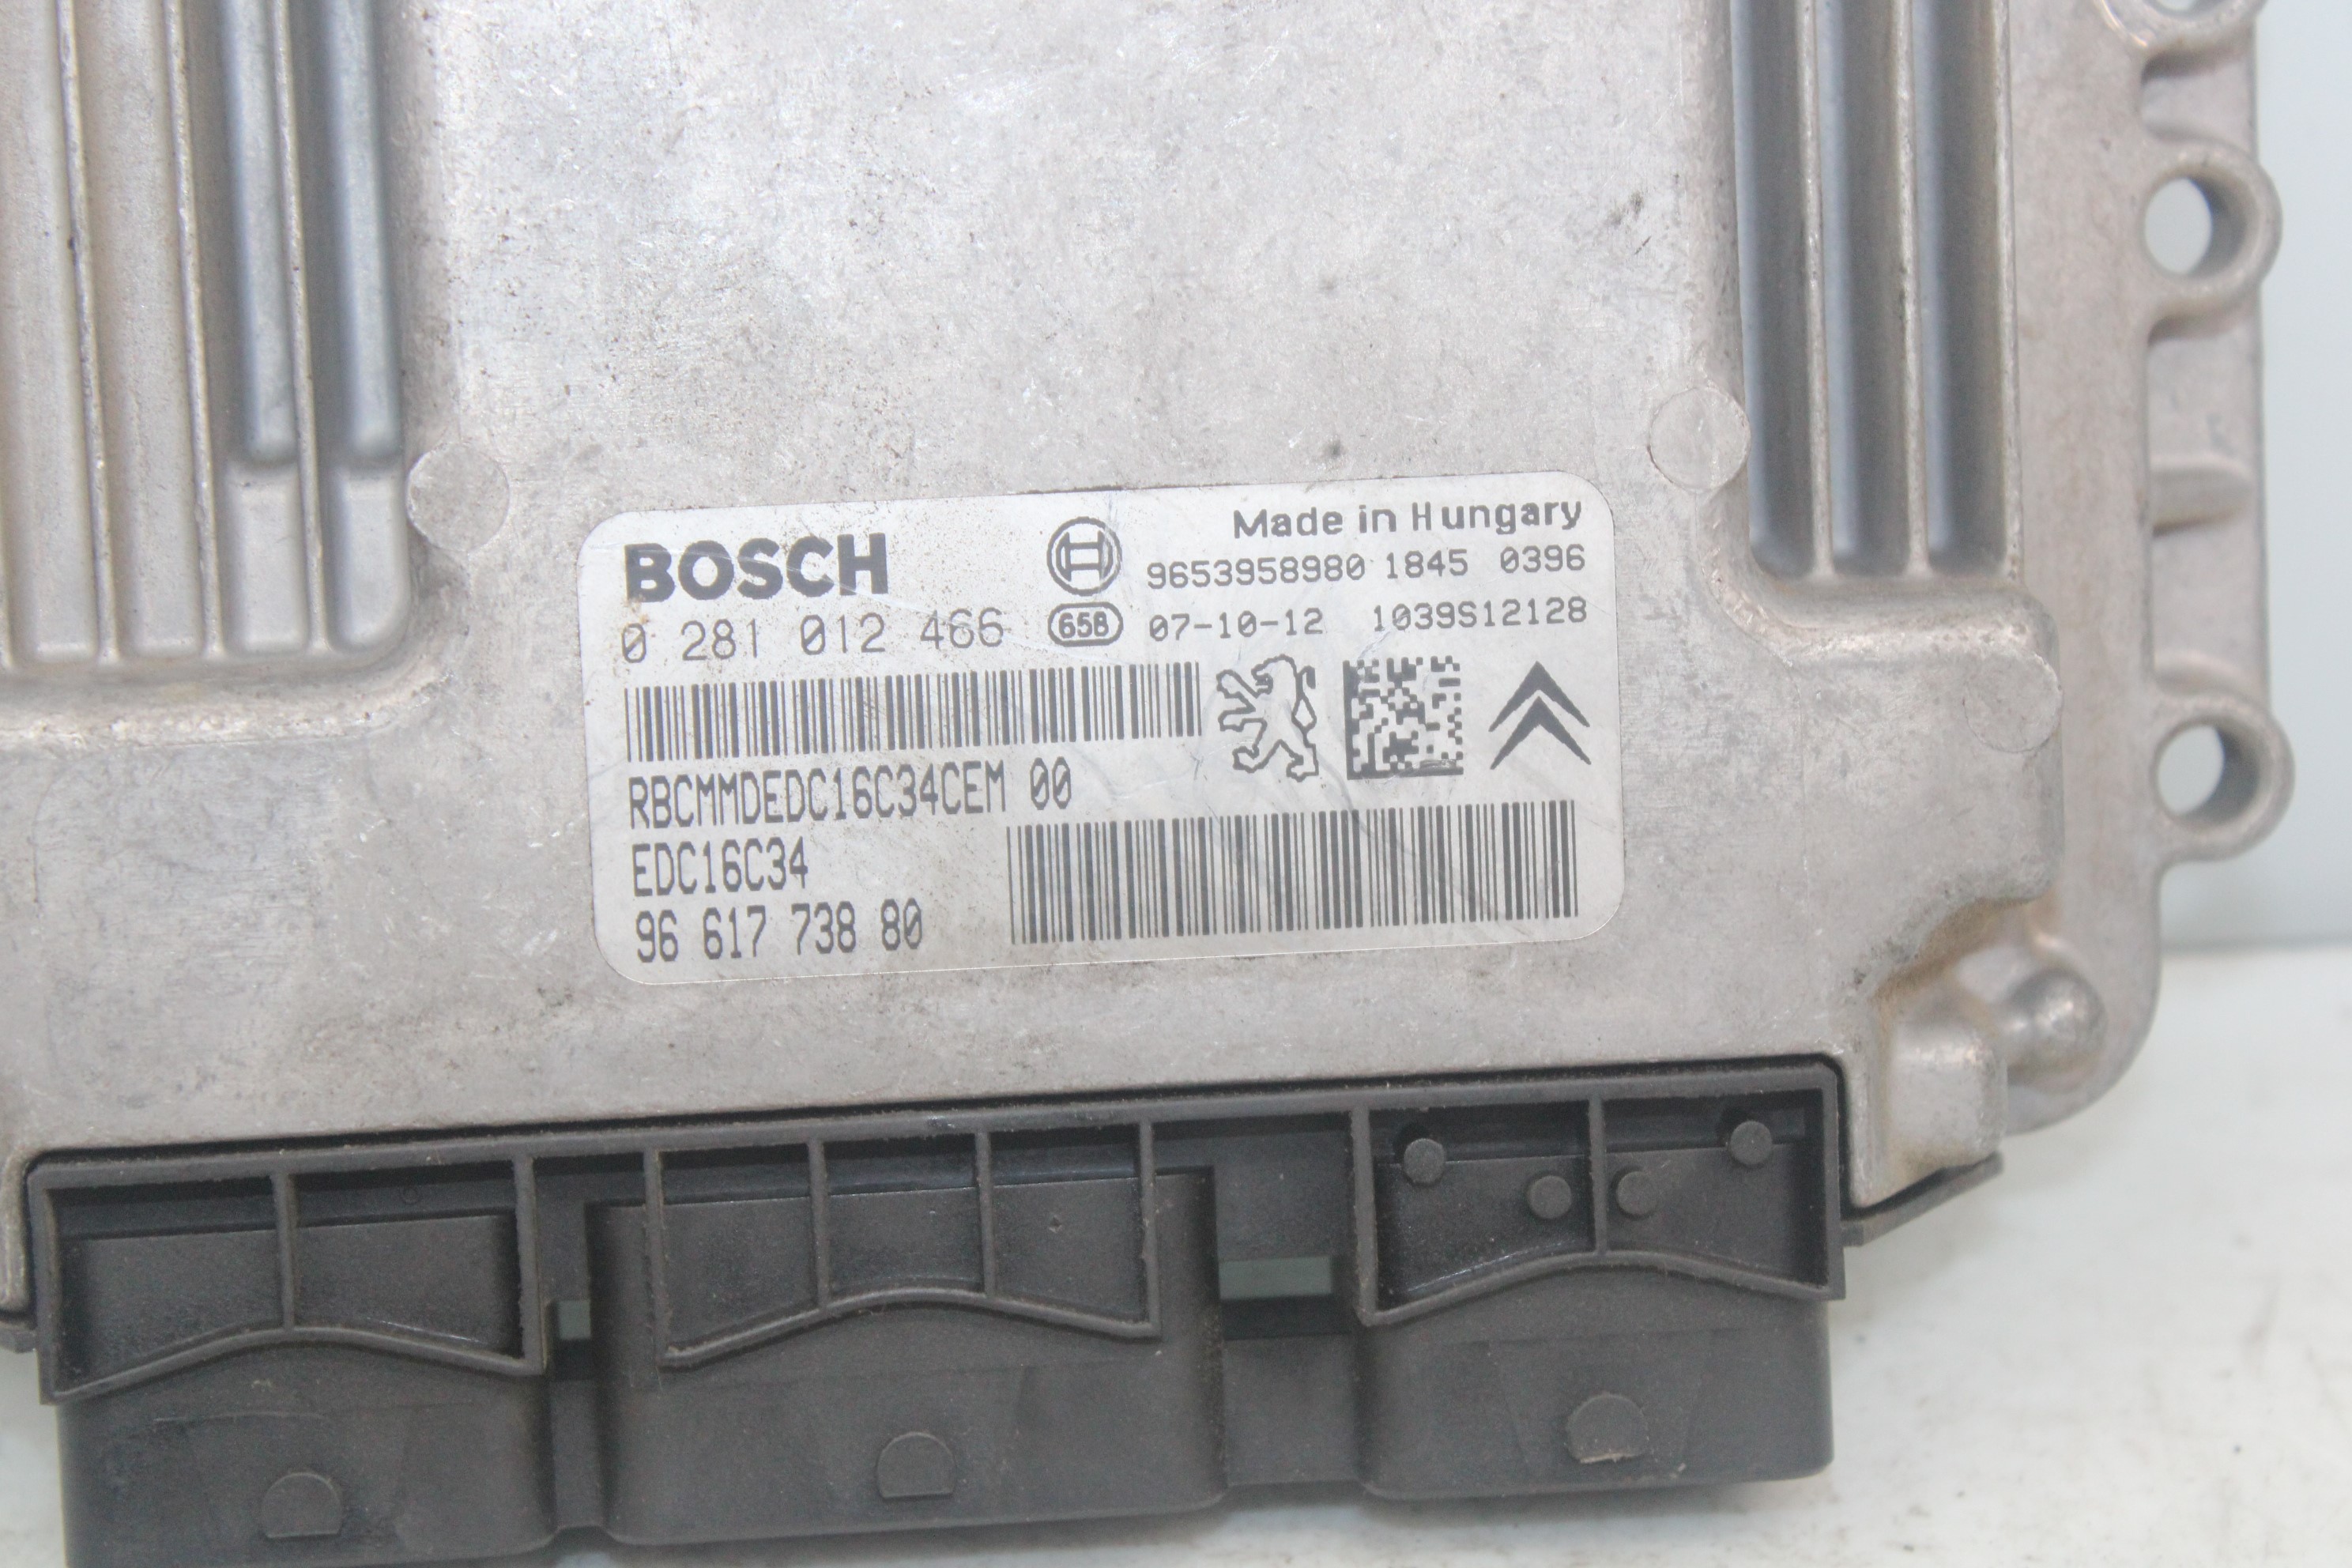 BOSCH
Made in Hungary
9653958980 1845 0396
0 281 012 466
658 07-10-12 1039S12128
RBCMMDEDC16C34CEM 00
EDC16C34
96 617 738 80